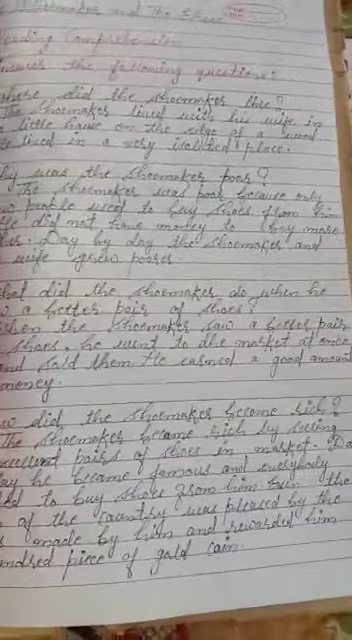 Shoemaker and The
Reading Comprehension
answers the following questions:
where did the shoemaker live?
The shoemaker lived with his wife in
a little house on the edge of a wood
lived in a very isolated place.
why was the shoemaker poor?
The shoemaker was poor because only
people used to buy shoes from him
did not have money to buy more
Day by day the shoemaker and
wife grew poorer
what did the shoemaker do when he
a better pair of shoes?
when the shoemaker saw a better pair
shoes, he went to the market at once
and sold them. He earned a good amount
money.
how did the shoemaker become rich?
The shoemaker became rich by selling
excellent pairs of shoes in market. Da
day he became famous and everybody
to buy shoes from him. Even the
of the country was pleased by the
made by him and rewarded him
hundred piece of gold coin.